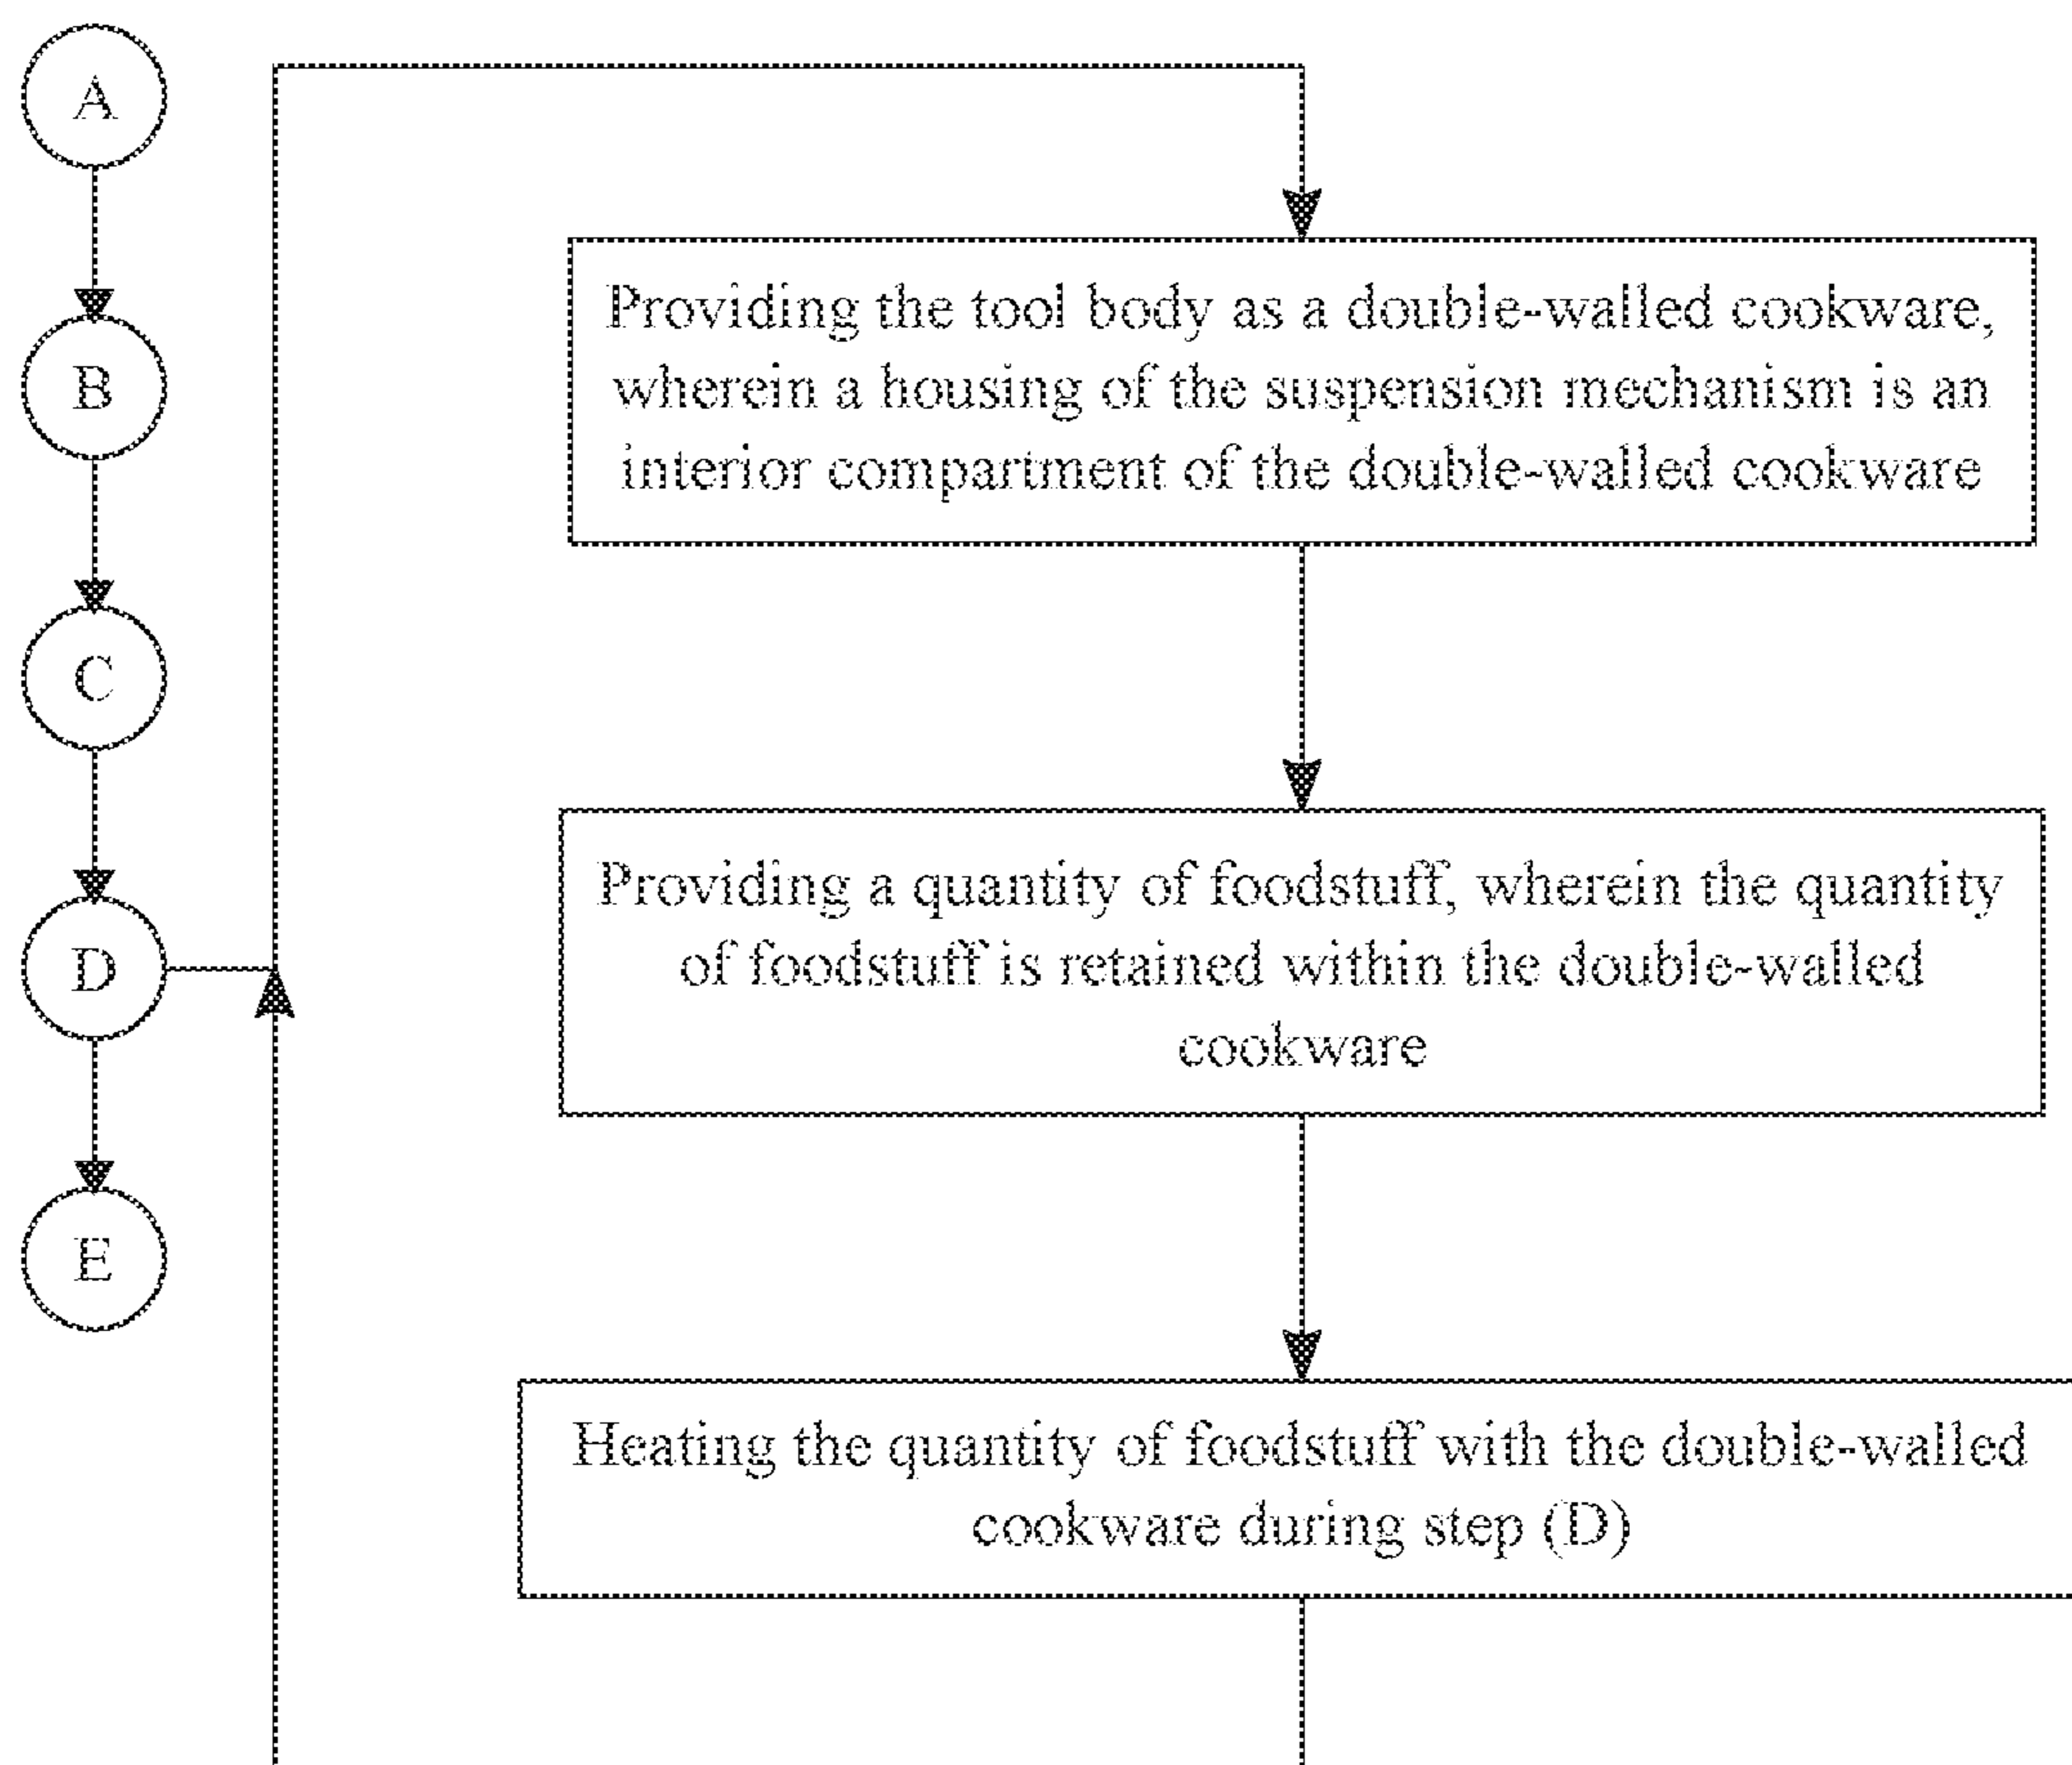 A
B
C
D
E
Providing the tool body as a double-walled cookware,
wherein a housing of the suspension mechanism is an
interior compartment of the double-walled cookware
Providing a quantity of foodstuff, wherein the quantity
of foodstuff is retained within the double-walled
cookware
Heating the quantity of foodstuff with the double-walled
cookware during step (D)